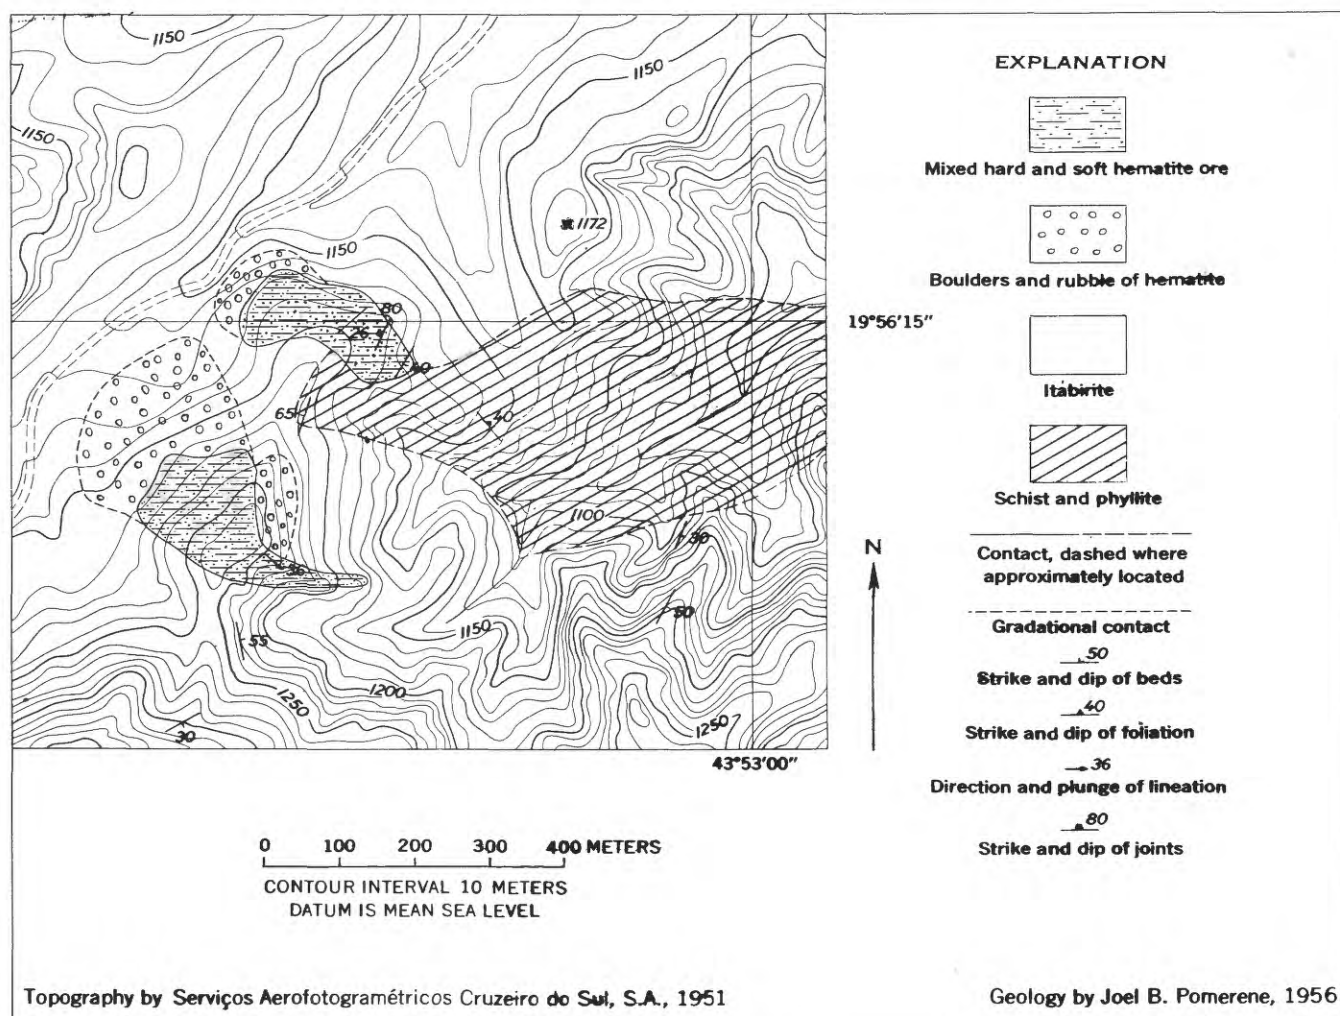 1150
1150
1150
1172
1150
80
26
40
65
40
1100
30
36
50
55
1150
1200
1250
30
1250
43°53'00"
19°56'15"
EXPLANATION
Mixed hard and soft hematite ore
Boulders and rubble of hematite
Itabirite
Schist and phyllite
Contact, dashed where
approximately located
Gradational contact
50
Strike and dip of beds
40
Strike and dip of foliation
36
Direction and plunge of lineation
80
Strike and dip of joints
N
0 100 200 300 400 METERS
CONTOUR INTERVAL 10 METERS
DATUM IS MEAN SEA LEVEL
Topography by Serviços Aerofotogramétricos Cruzeiro do Sul, S.A., 1951
Geology by Joel B. Pomerene, 1956